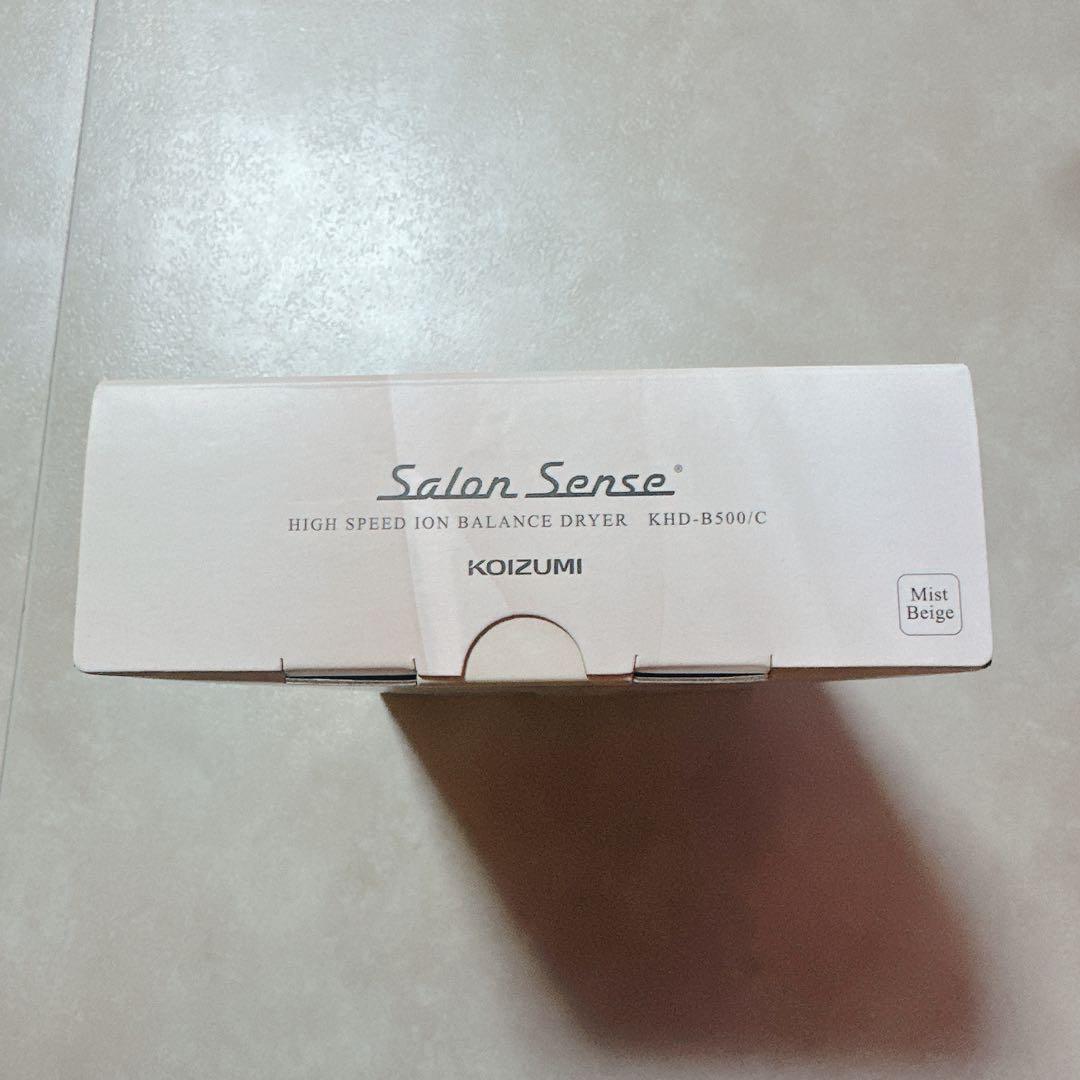 Salon Sense®
HIGH SPEED ION BALANCE DRYER KHD-B500/C
KOIZUMI
Mist
Beige